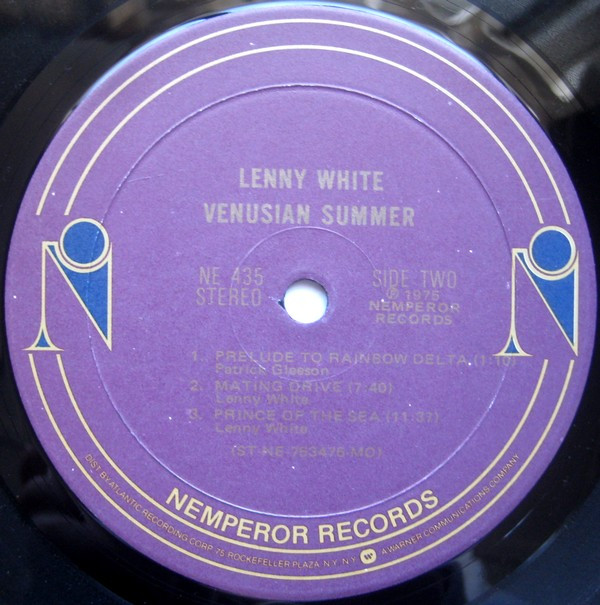 LENNY WHITE
VENUSIAN SUMMER
NE 435
STEREO
SIDE TWO
℗ 1975
NEMPEROR
RECORDS
1. PRELUDE TO RAINBOW DELTA (1:10)
Patrick Gleeson
2. MATING DRIVE (7:40)
Lenny White
3. PRINCE OF THE SEA (11:37)
Lenny White
(ST-NE-753476-MO)
NEMPEROR RECORDS
DIST. BY ATLANTIC RECORDING CORP. 75 ROCKEFELLER PLAZA, N.Y. N.Y. W A WARNER COMMUNICATIONS COMPANY